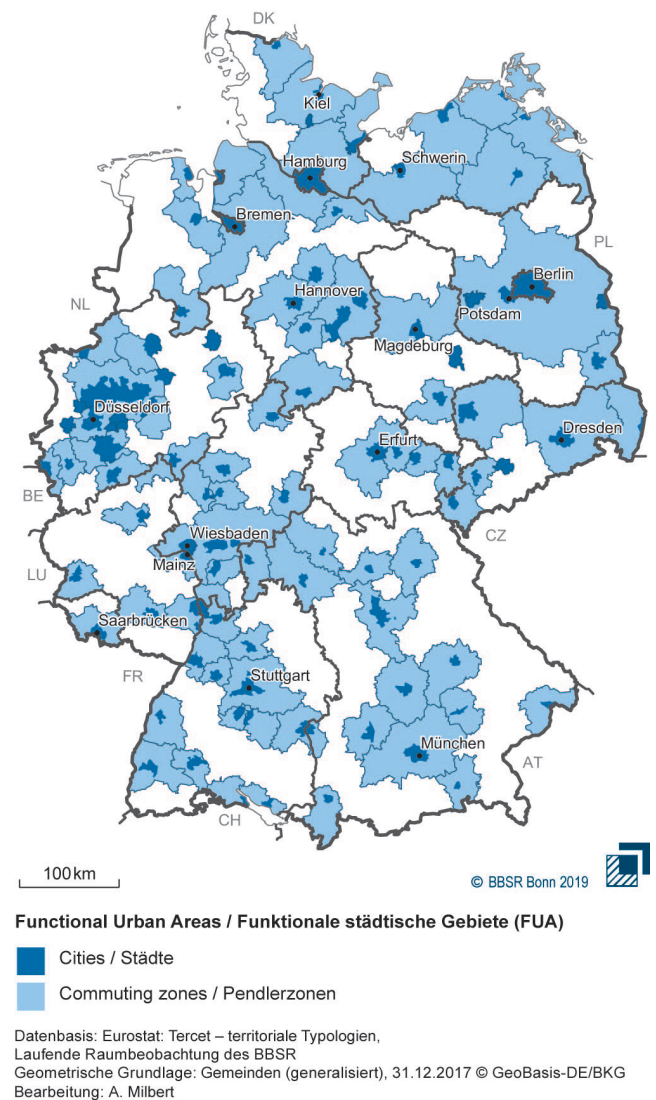 DK
Kiel
Hamburg
Schwerin
Bremen
PL
Berlin
Hannover
NL
Potsdam
Magdeburg
Düsseldorf
Dresden
Erfurt
BE
CZ
Wiesbaden
LU
Mainz
Saarbrücken
FR
Stuttgart
München
AT
CH
100 km
© BBSR Bonn 2019
Functional Urban Areas / Funktionale städtische Gebiete (FUA)
Cities / Städte
Commuting zones / Pendlerzonen
Datenbasis: Eurostat: Tercet – territoriale Typologien,
Laufende Raumbeobachtung des BBSR
Geometrische Grundlage: Gemeinden (generalisiert), 31.12.2017 © GeoBasis-DE/BKG
Bearbeitung: A. Milbert